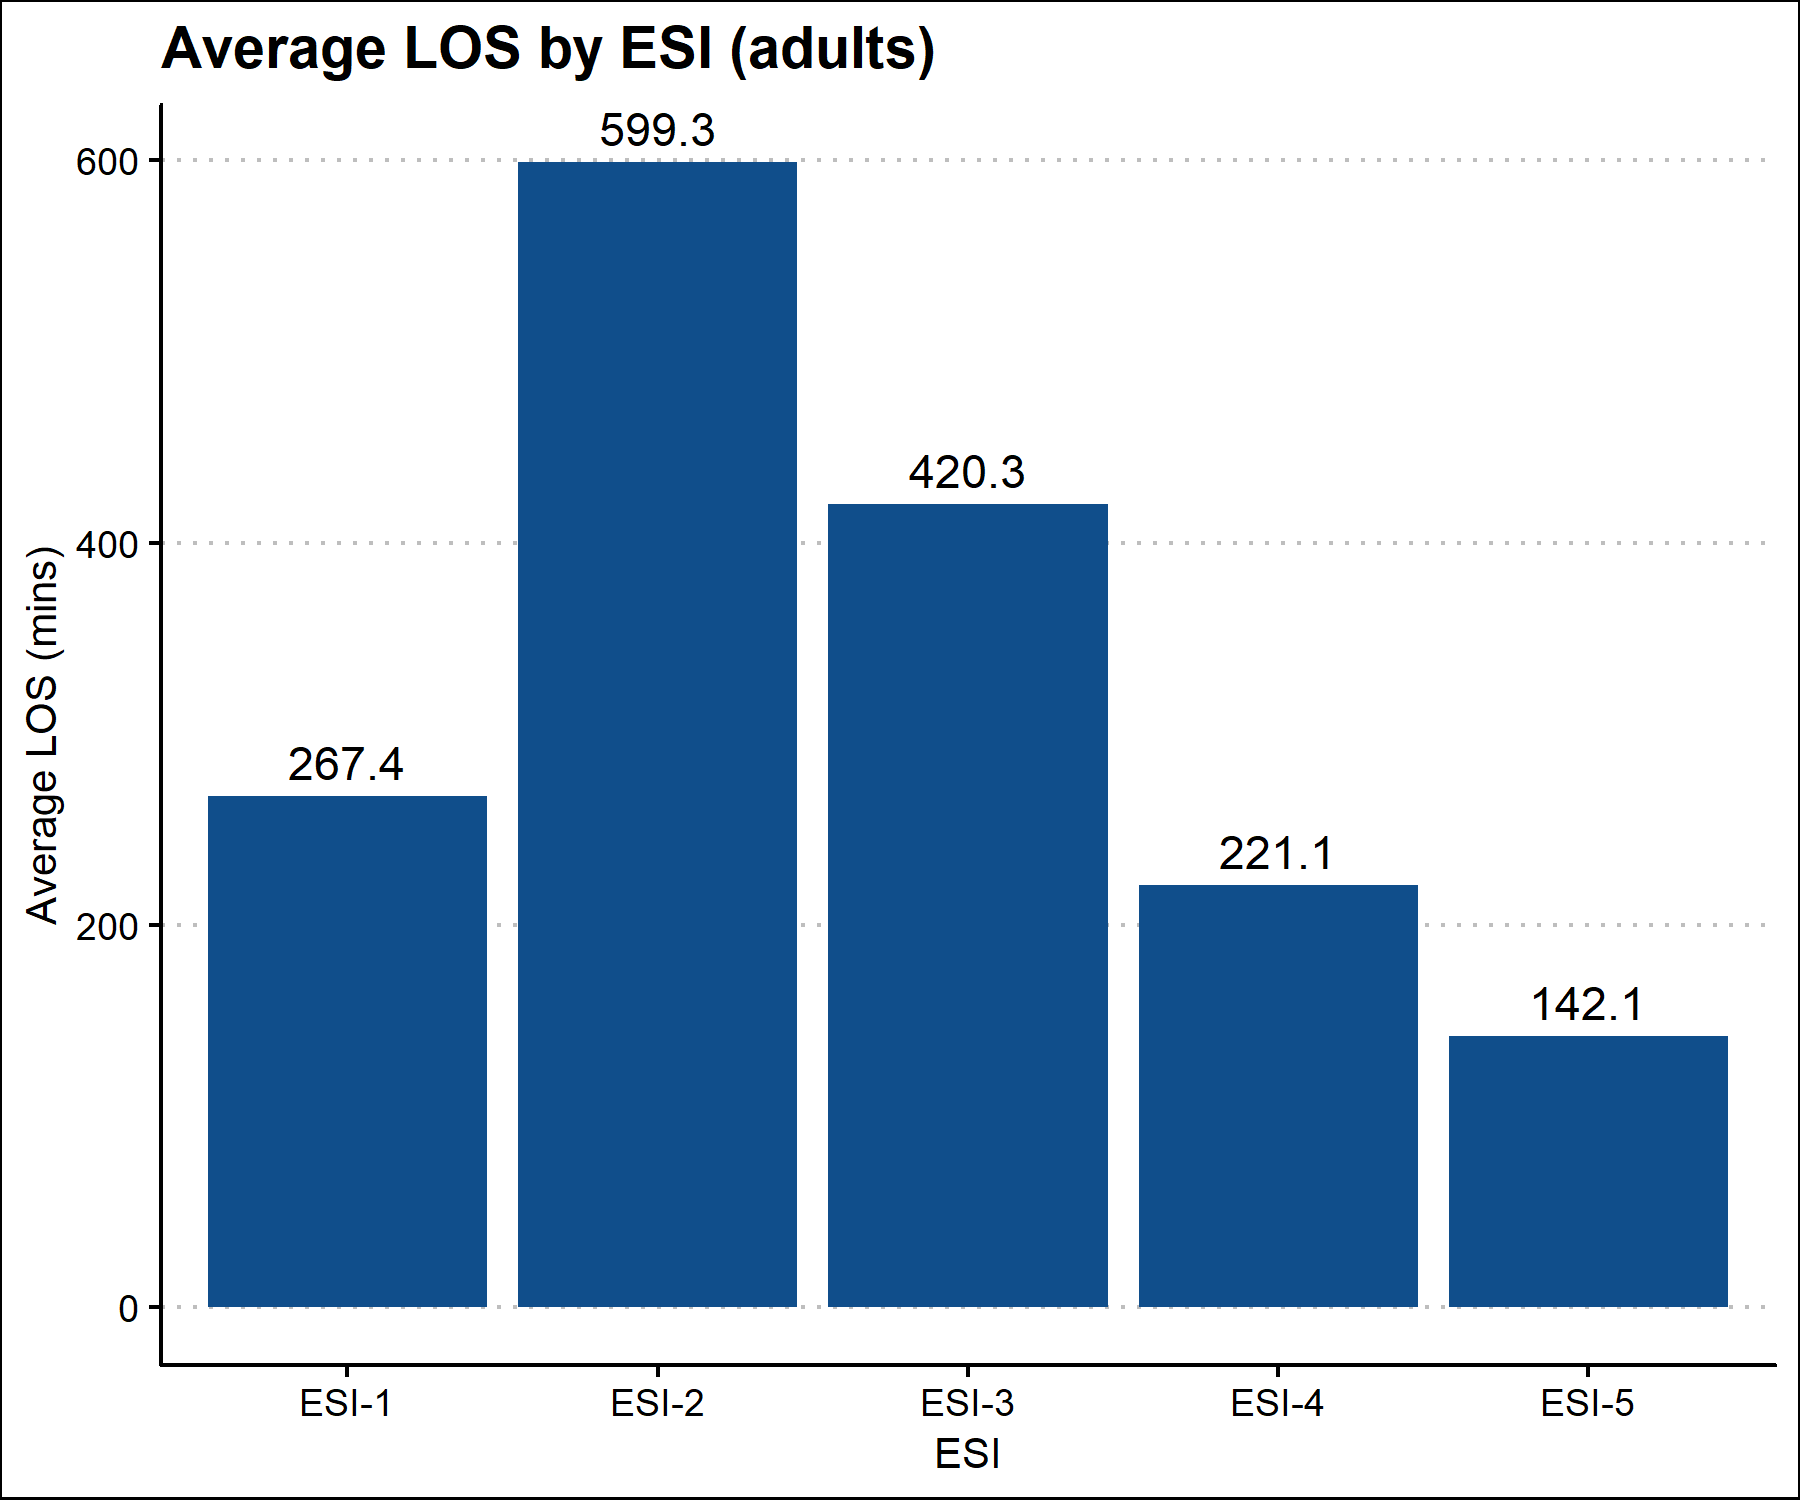 Average LOS by ESI (adults)
599.3
600
420.3
400
267.4
221.1
200
142.1
0
Average LOS (mins)
ESI-1 ESI-2 ESI-3 ESI-4 ESI-5
ESI